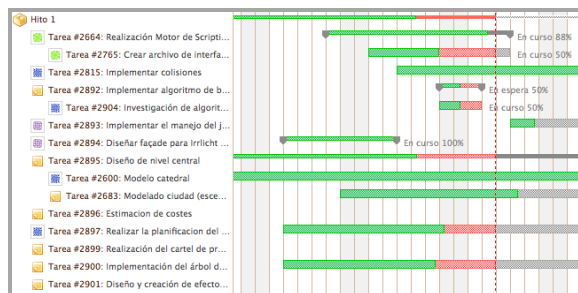 Hito 1
Tarea #2664: Realización Motor de Scripti...
En curso 88%
Tarea #2765: Crear archivo de interfa...
En curso 50%
Tarea #2815: Implementar colisiones
Tarea #2892: Implementar algoritmo de b...
En espera 50%
Tarea #2904: Investigación de algorit...
En curso 50%
Tarea #2893: Implementar el manejo del j...
Tarea #2894: Diseñar façade para Irrlicht ...
En curso 100%
Tarea #2895: Diseño de nivel central
Tarea #2600: Modelo catedral
Tarea #2683: Modelado ciudad (esce...
Tarea #2896: Estimacion de costes
Tarea #2897: Realizar la planificacion del ...
Tarea #2899: Realización del cartel de pr...
Tarea #2900: Implementación del árbol d...
Tarea #2901: Diseño y creación de efecto...